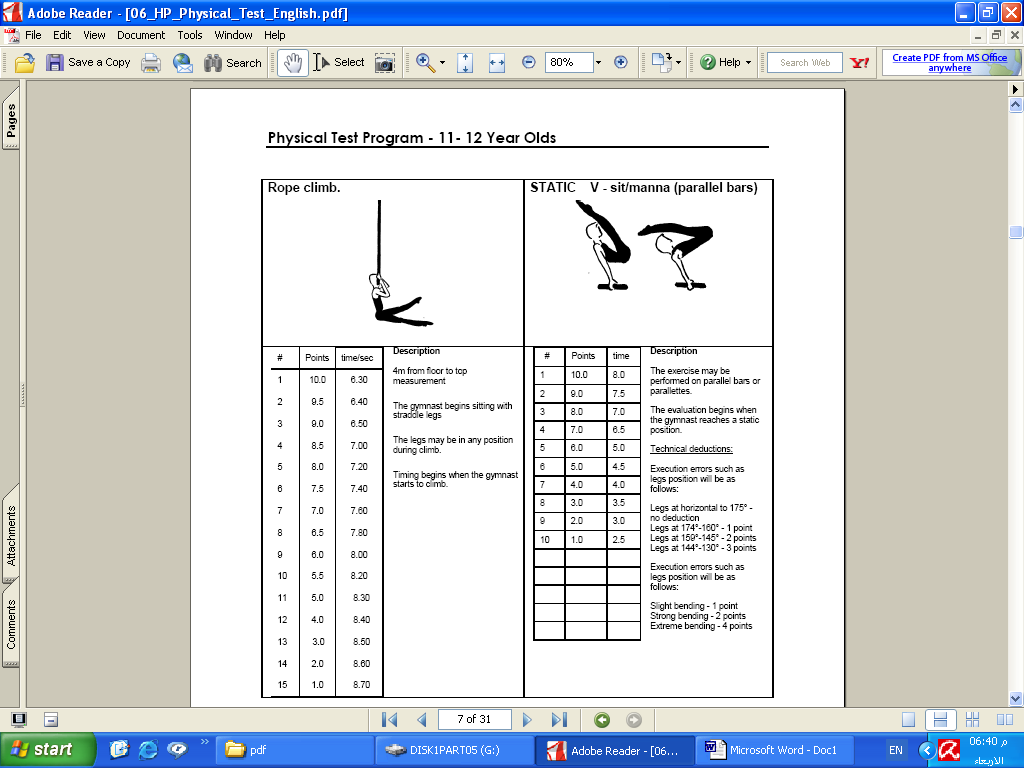 Adobe Reader - [06_HP_Physical_Test_English.pdf]
File Edit View Document Tools Window Help
Save a Copy Search Select 80% Help Search Web Y! Create PDF from MS Office anywhere
Pages
Attachments
Comments
Physical Test Program - 11- 12 Year Olds
Rope climb.
# Points time/sec
1 10.0 6.30
2 9.5 6.40
3 9.0 6.50
4 8.5 7.00
5 8.0 7.20
6 7.5 7.40
7 7.0 7.60
8 6.5 7.80
9 6.0 8.00
10 5.5 8.20
11 5.0 8.30
12 4.0 8.40
13 3.0 8.50
14 2.0 8.60
15 1.0 8.70
Description
4m from floor to top
measurement
The gymnast begins sitting with
straddle legs
The legs may be in any position
during climb.
Timing begins when the gymnast
starts to climb.
STATIC V - sit/manna (parallel bars)
# Points time
1 10.0 8.0
2 9.0 7.5
3 8.0 7.0
4 7.0 6.5
5 6.0 5.0
6 5.0 4.5
7 4.0 4.0
8 3.0 3.5
9 2.0 3.0
10 1.0 2.5
Description
The exercise may be
performed on parallel bars or
parallettes.
The evaluation begins when
the gymnast reaches a static
position.
Technical deductions:
Execution errors such as
legs position will be as
follows:
Legs at horizontal to 175° -
no deduction
Legs at 174°-160° - 1 point
Legs at 159°-145° - 2 points
Legs at 144°-130° - 3 points
Execution errors such as
legs position will be as
follows:
Slight bending - 1 point
Strong bending - 2 points
Extreme bending - 4 points
7 of 31
start pdf DISK1PART05 (G:) Adobe Reader - [06... Microsoft Word - Doc1 EN 06:40 م
الاربعاء